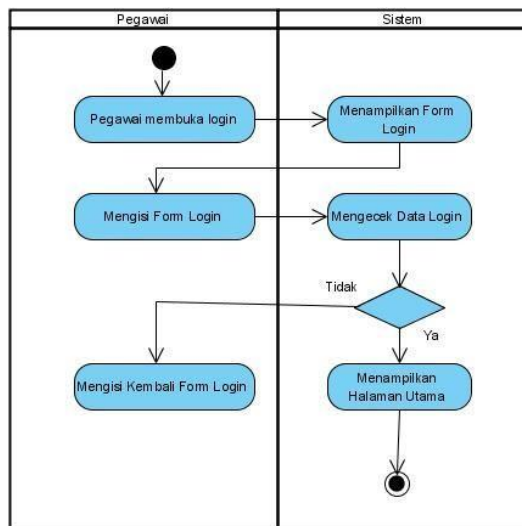 Pegawai
Sistem
Pegawai membuka login
Menampilkan Form
Login
Mengisi Form Login
Mengecek Data Login
Tidak
Ya
Mengisi Kembali Form Login
Menampilkan
Halaman Utama